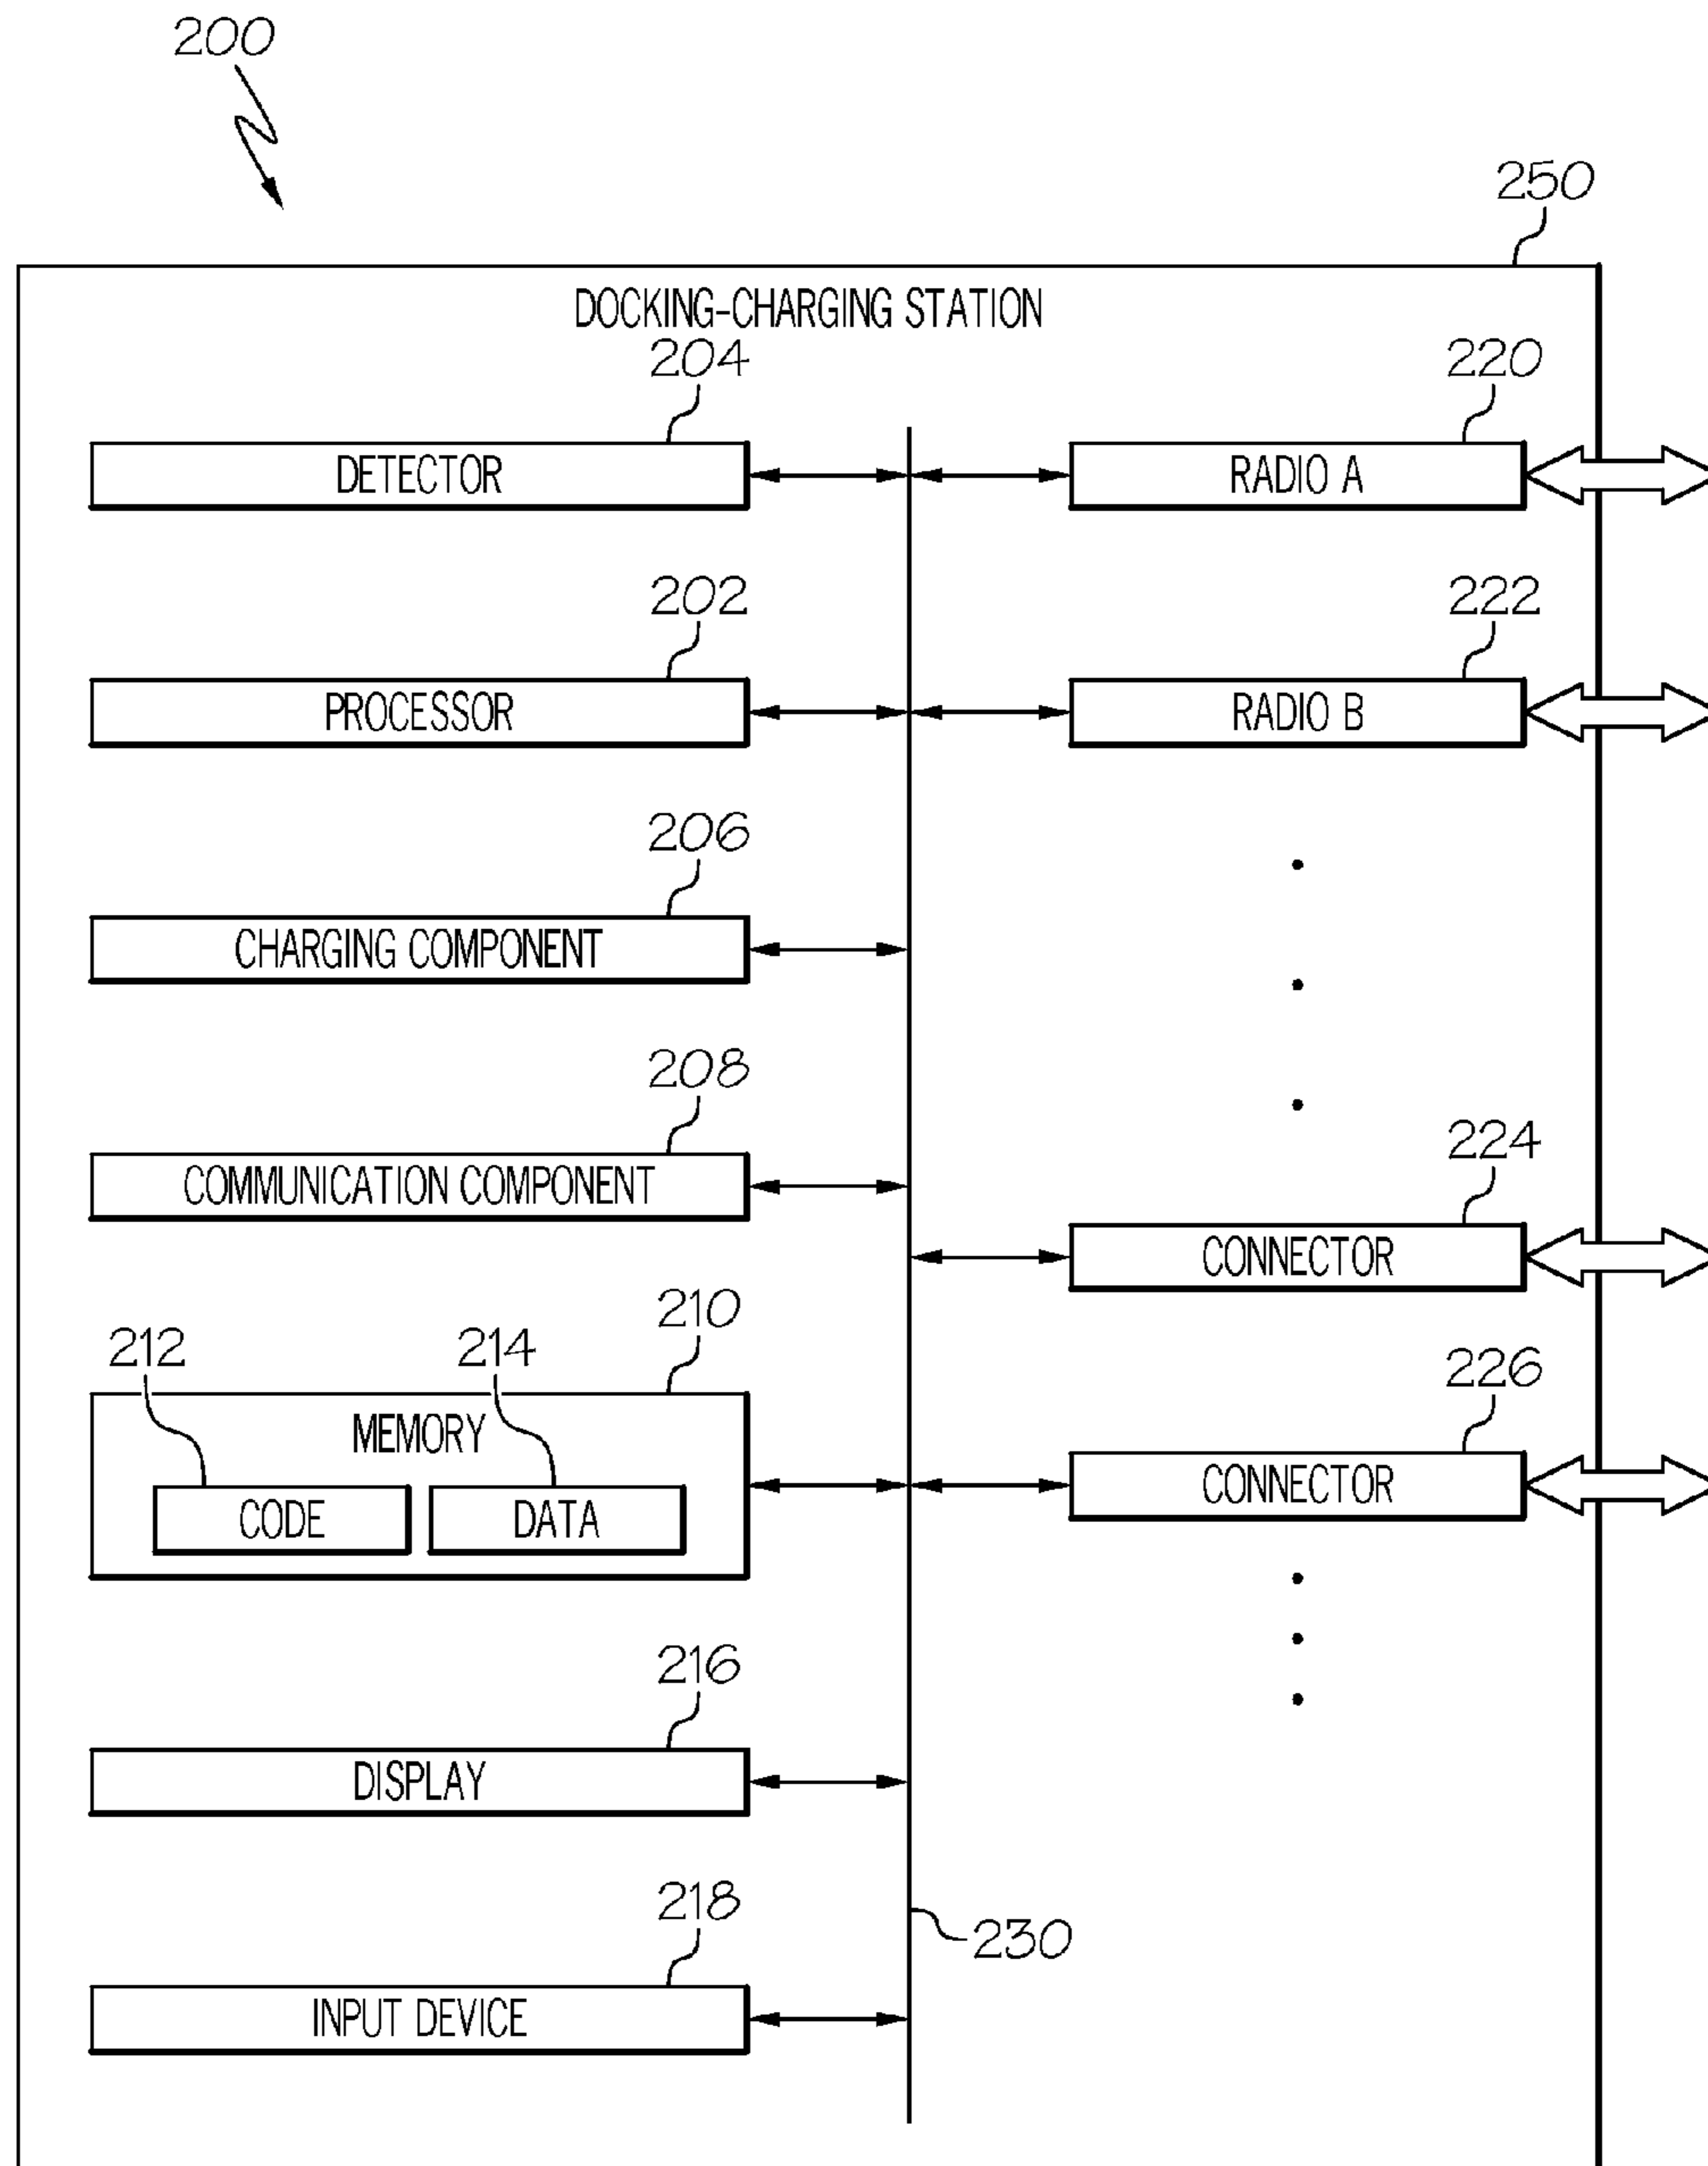 200
250
DOCKING-CHARGING STATION
204
220
DETECTOR
RADIO A
202
222
PROCESSOR
RADIO B
206
CHARGING COMPONENT
208
COMMUNICATION COMPONENT
224
CONNECTOR
210
212
214
MEMORY
226
CODE
DATA
CONNECTOR
216
DISPLAY
218
230
INPUT DEVICE